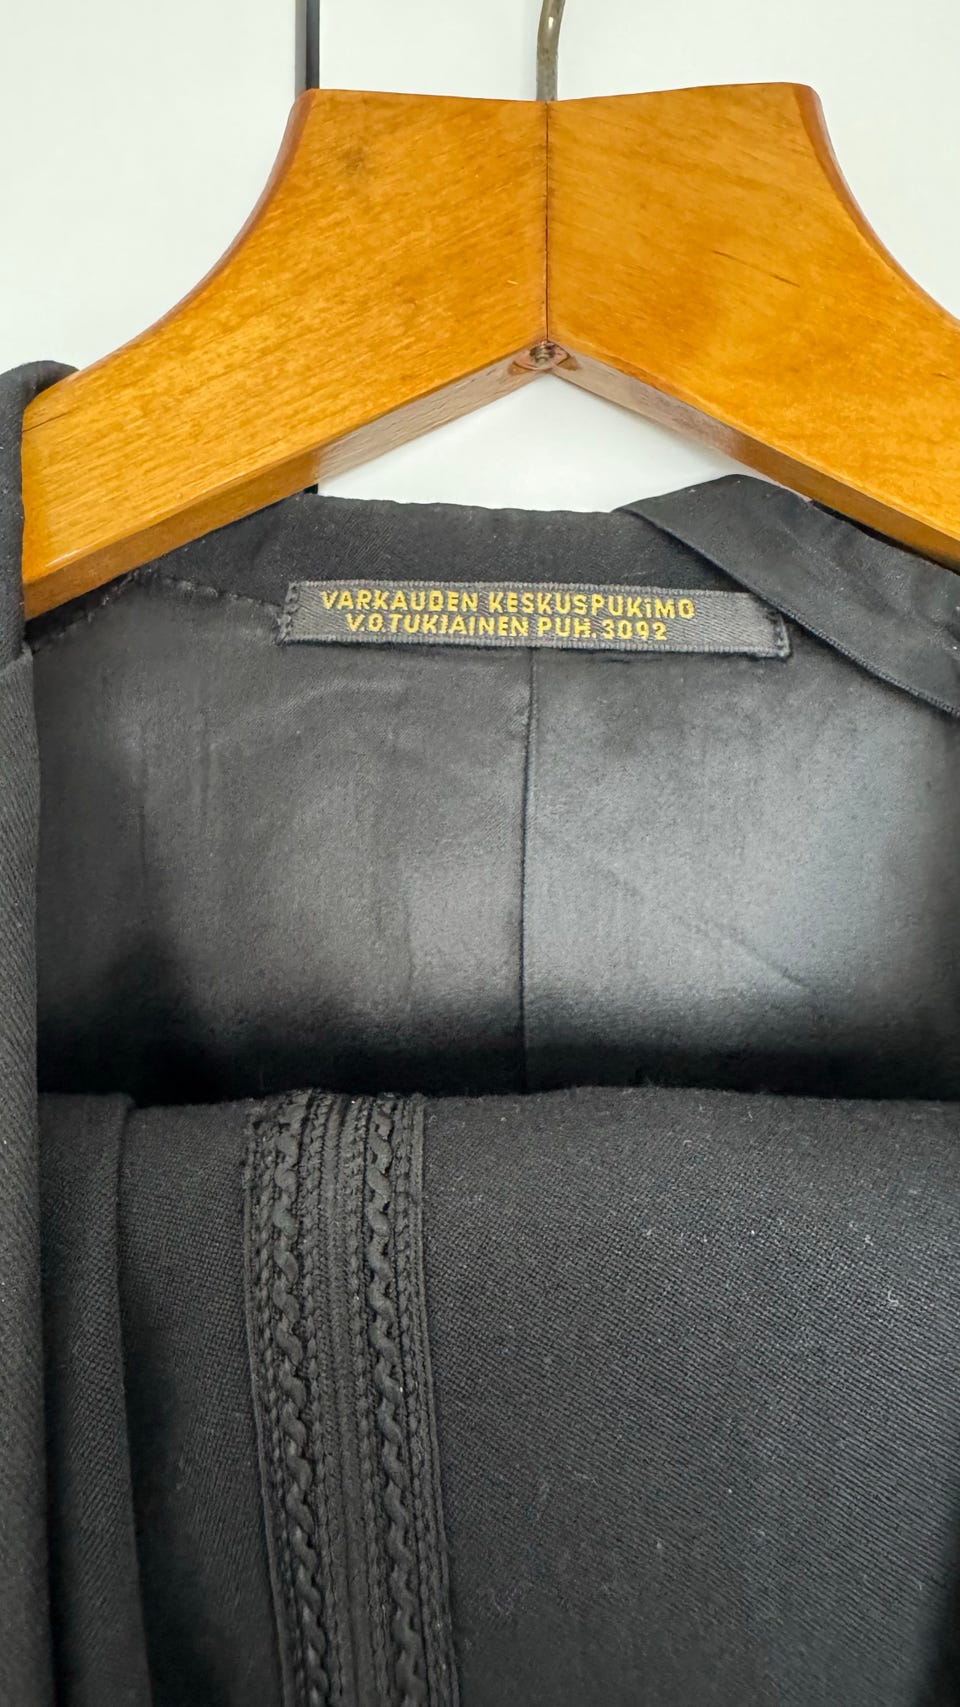 VARKAUDEN KESKUSPUKiMO
V.O.TUKIAINEN PUH.3092